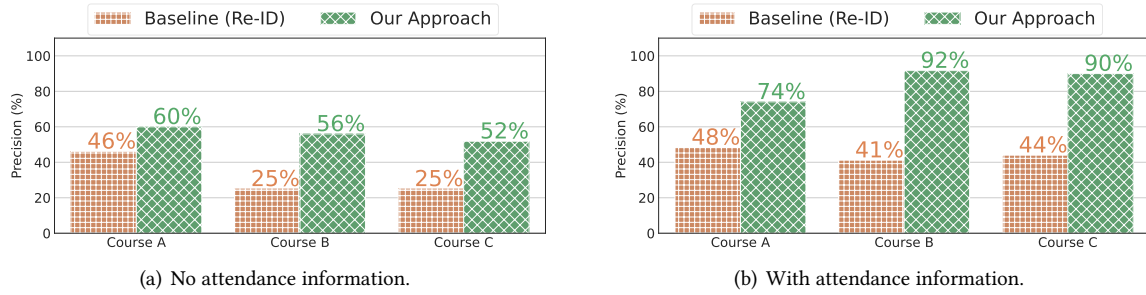 Baseline (Re-ID) Our Approach
Precision (%)
100
80
60
40
20
0
46% 60% 25% 56% 25% 52%
Course A Course B Course C
(a) No attendance information.
Baseline (Re-ID) Our Approach
Precision (%)
100
80
60
40
20
0
48% 74% 41% 92% 44% 90%
Course A Course B Course C
(b) With attendance information.